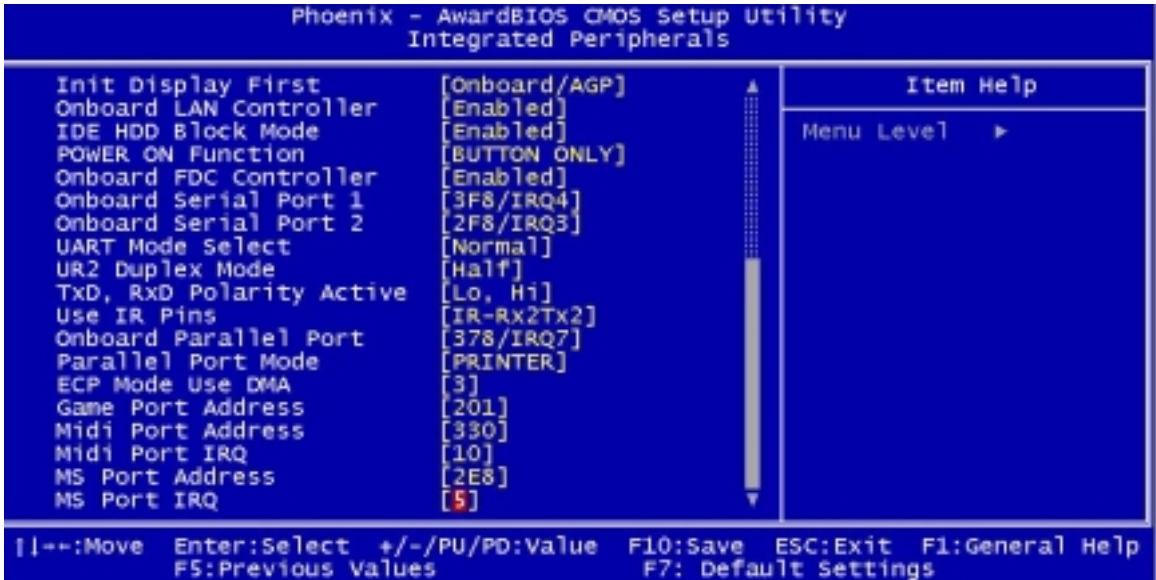 Phoenix - AwardBIOS CMOS Setup Utility
Integrated Peripherals
Init Display First [Onboard/AGP]
Onboard LAN Controller [Enabled]
IDE HDD Block Mode [Enabled]
POWER ON Function [BUTTON ONLY]
Onboard FDC Controller [Enabled]
Onboard Serial Port 1 [3F8/IRQ4]
Onboard Serial Port 2 [2F8/IRQ3]
UART Mode Select [Normal]
UR2 Duplex Mode [Half]
TxD, RxD Polarity Active [Lo, Hi]
Use IR Pins [IR-Rx2Tx2]
Onboard Parallel Port [378/IRQ7]
Parallel Port Mode [PRINTER]
ECP Mode Use DMA [3]
Game Port Address [201]
Midi Port Address [330]
Midi Port IRQ [10]
MS Port Address [2E8]
MS Port IRQ [5]
Item Help
Menu Level ►
↑↓→←:Move Enter:Select +/-/PU/PD:Value F10:Save ESC:Exit F1:General Help
F5:Previous Values F7: Default Settings